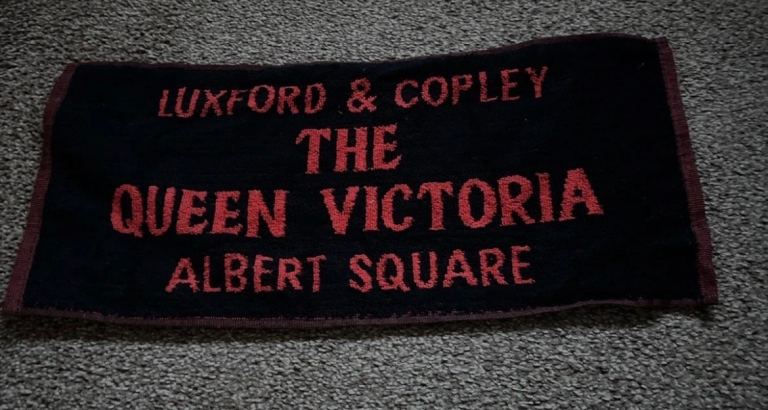 LUXFORD & COPLEY
THE
QUEEN VICTORIA
ALBERT SQUARE